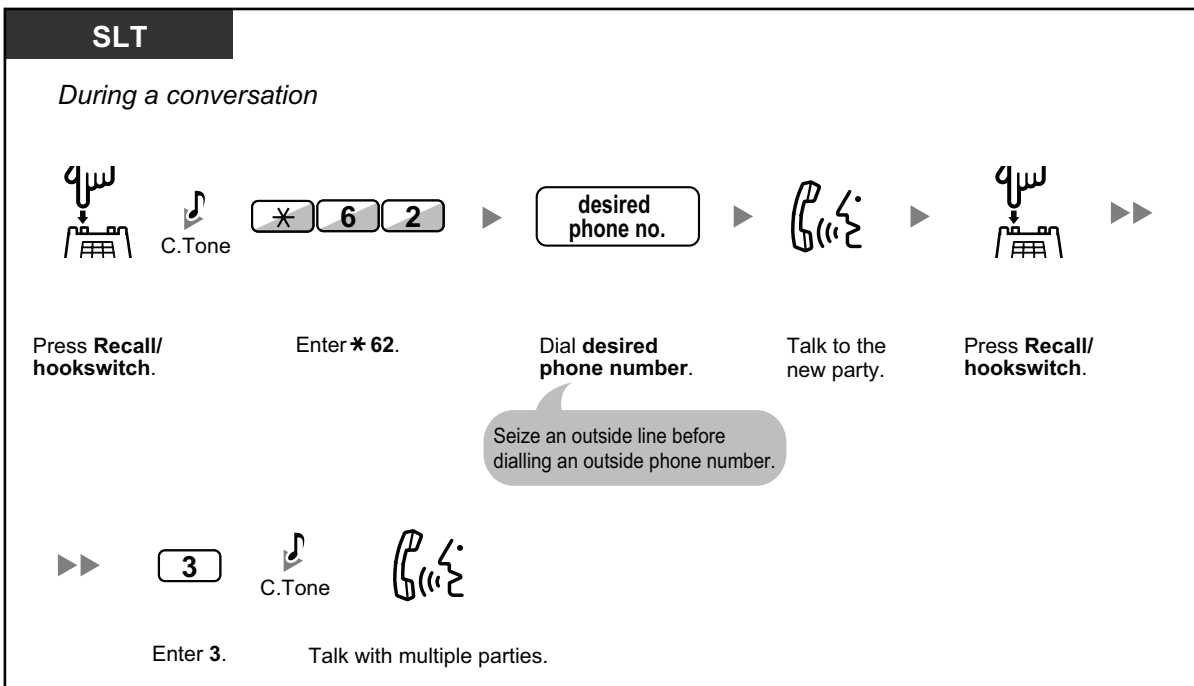 SLT
During a conversation
C.Tone
* 6 2
desired
phone no.
Press Recall/
hookswitch.
Enter * 62.
Dial desired
phone number.
Talk to the
new party.
Press Recall/
hookswitch.
Seize an outside line before
dialling an outside phone number.
3
C.Tone
Enter 3.
Talk with multiple parties.